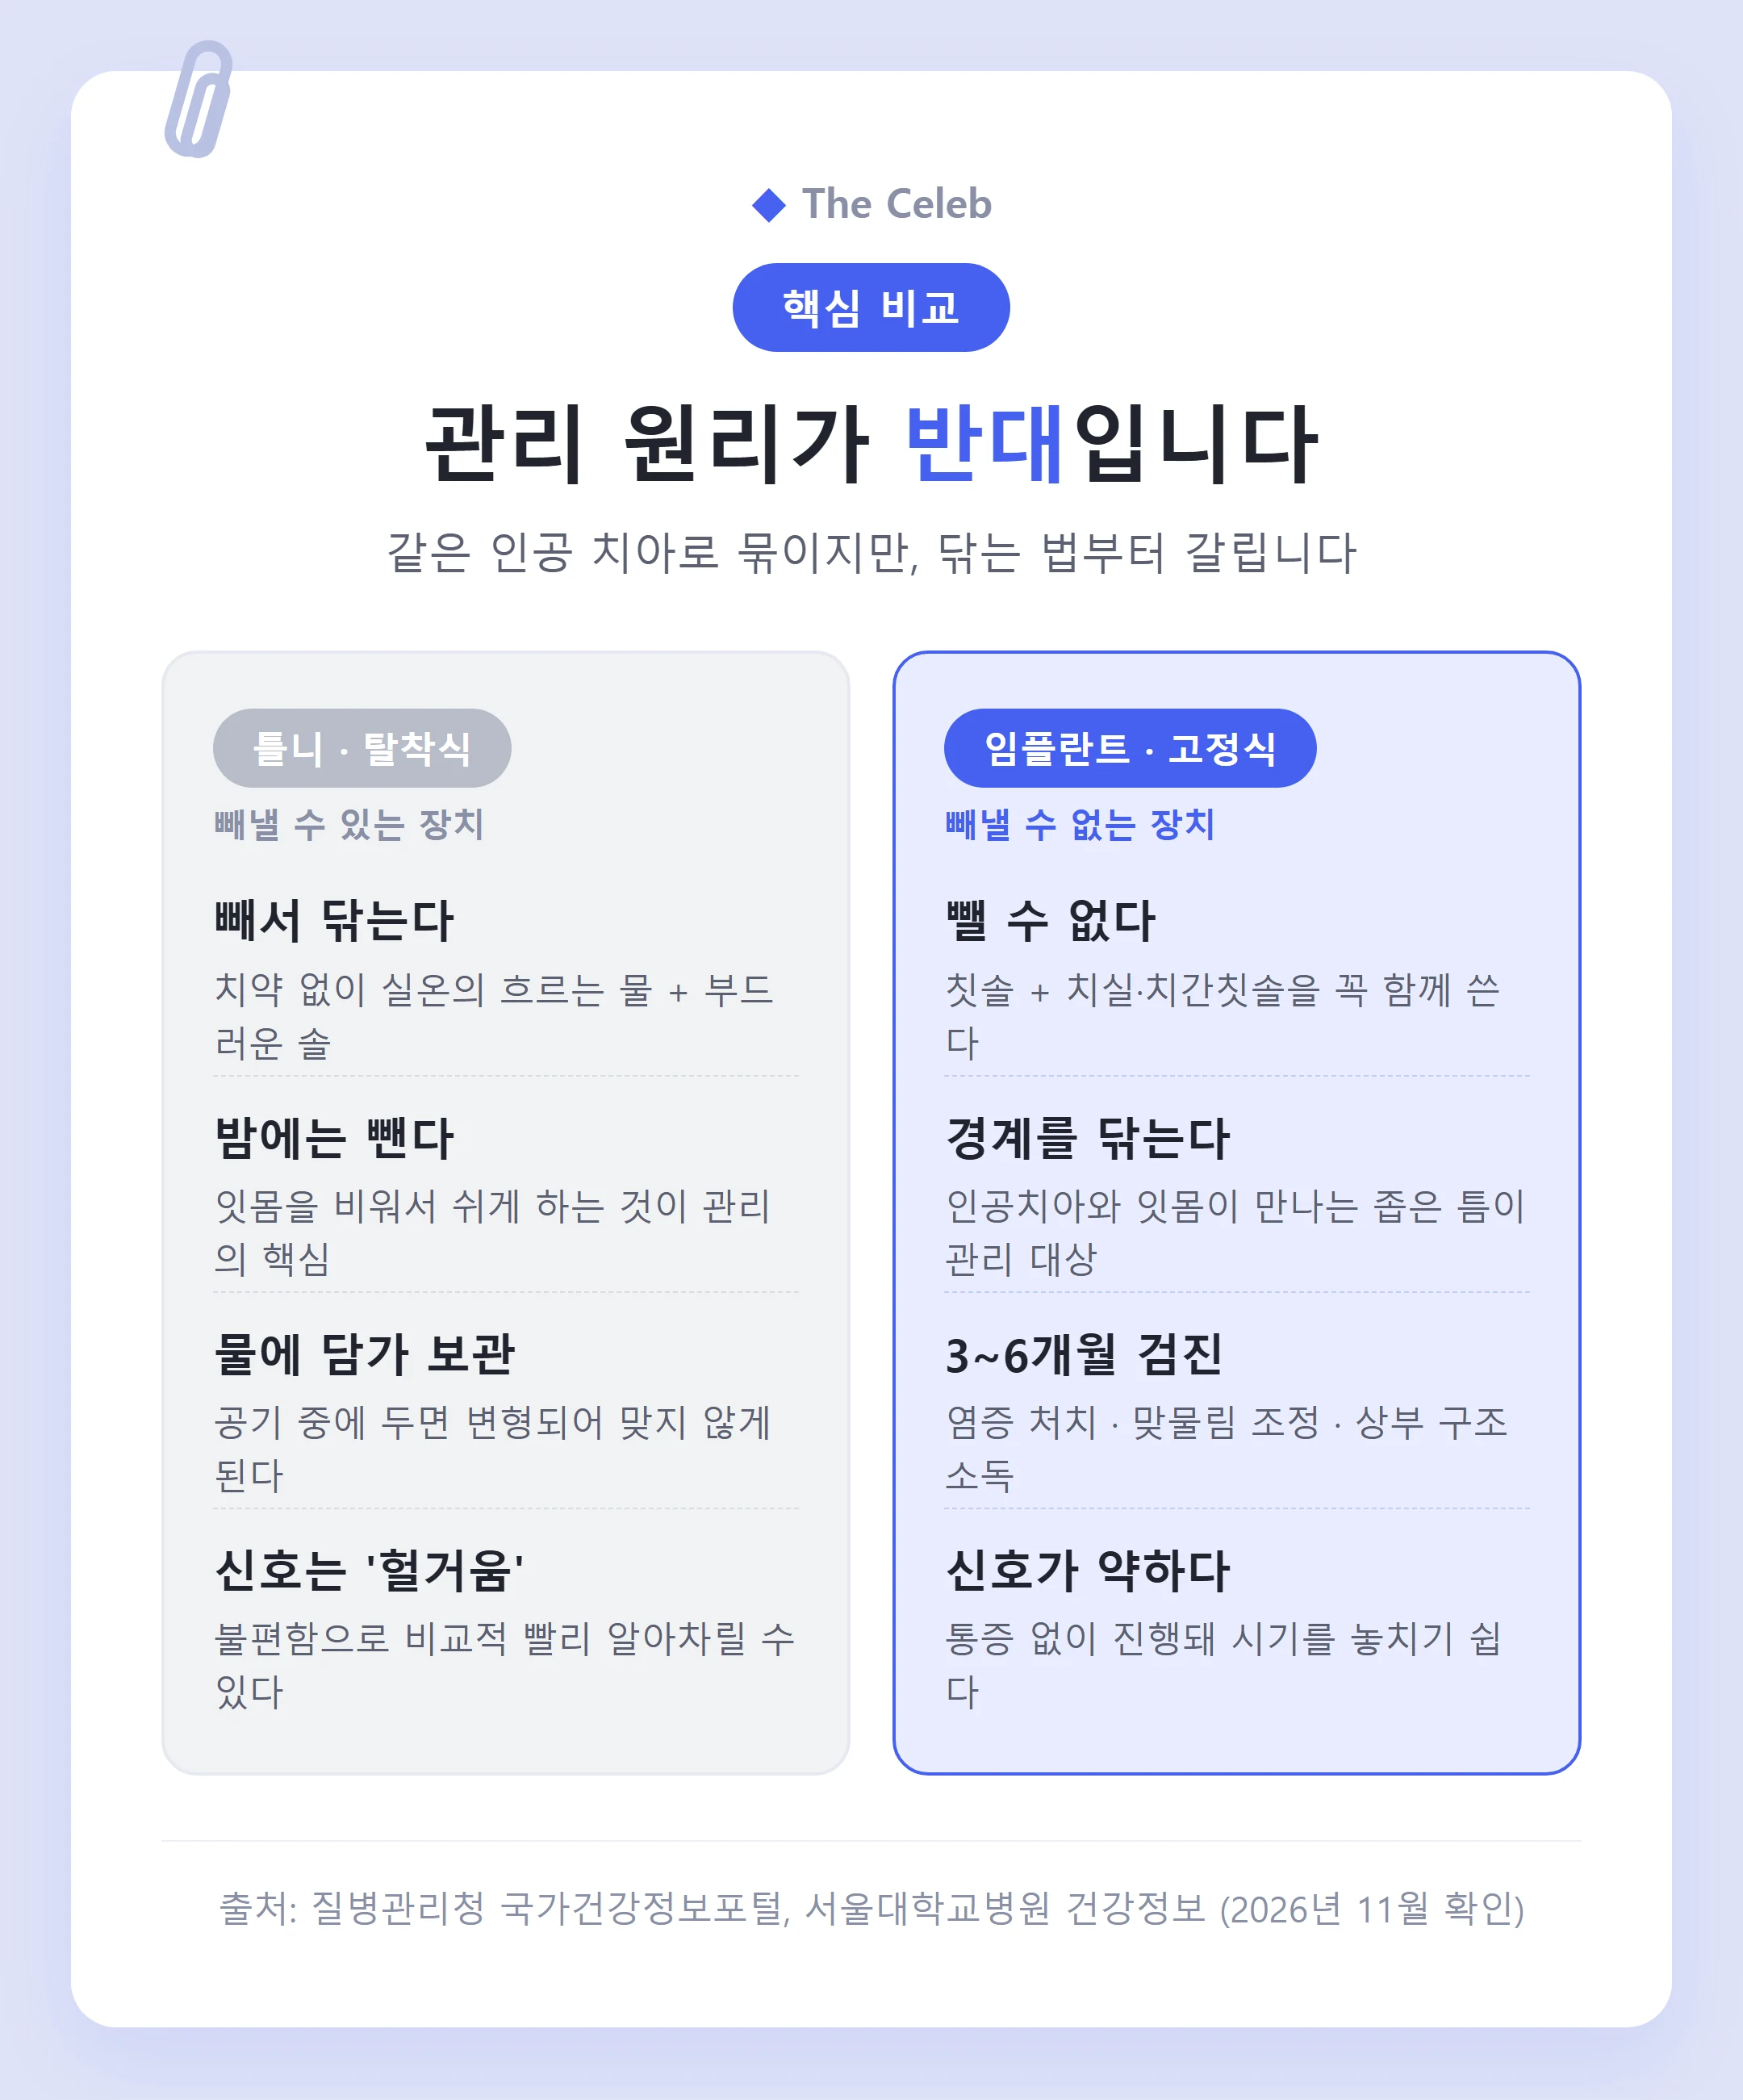 The Celeb
핵심 비교
관리 원리가 반대입니다
같은 인공 치아로 묶이지만, 닦는 법부터 갈립니다
틀니 · 탈착식
빼낼 수 있는 장치
빼서 닦는다
치약 없이 실온의 흐르는 물 + 부드
러운 솔
밤에는 뺀다
잇몸을 비워서 쉬게 하는 것이 관리
의 핵심
물에 담가 보관
공기 중에 두면 변형되어 맞지 않게
된다
신호는 '헐거움'
불편함으로 비교적 빨리 알아차릴 수
있다
임플란트 · 고정식
빼낼 수 없는 장치
뺄 수 없다
칫솔 + 치실·치간칫솔을 꼭 함께 쓴
다
경계를 닦는다
인공치아와 잇몸이 만나는 좁은 틈이
관리 대상
3~6개월 검진
염증 처치 · 맞물림 조정 · 상부 구조
소독
신호가 약하다
통증 없이 진행돼 시기를 놓치기 쉽
다
출처: 질병관리청 국가건강정보포털, 서울대학교병원 건강정보 (2026년 11월 확인)